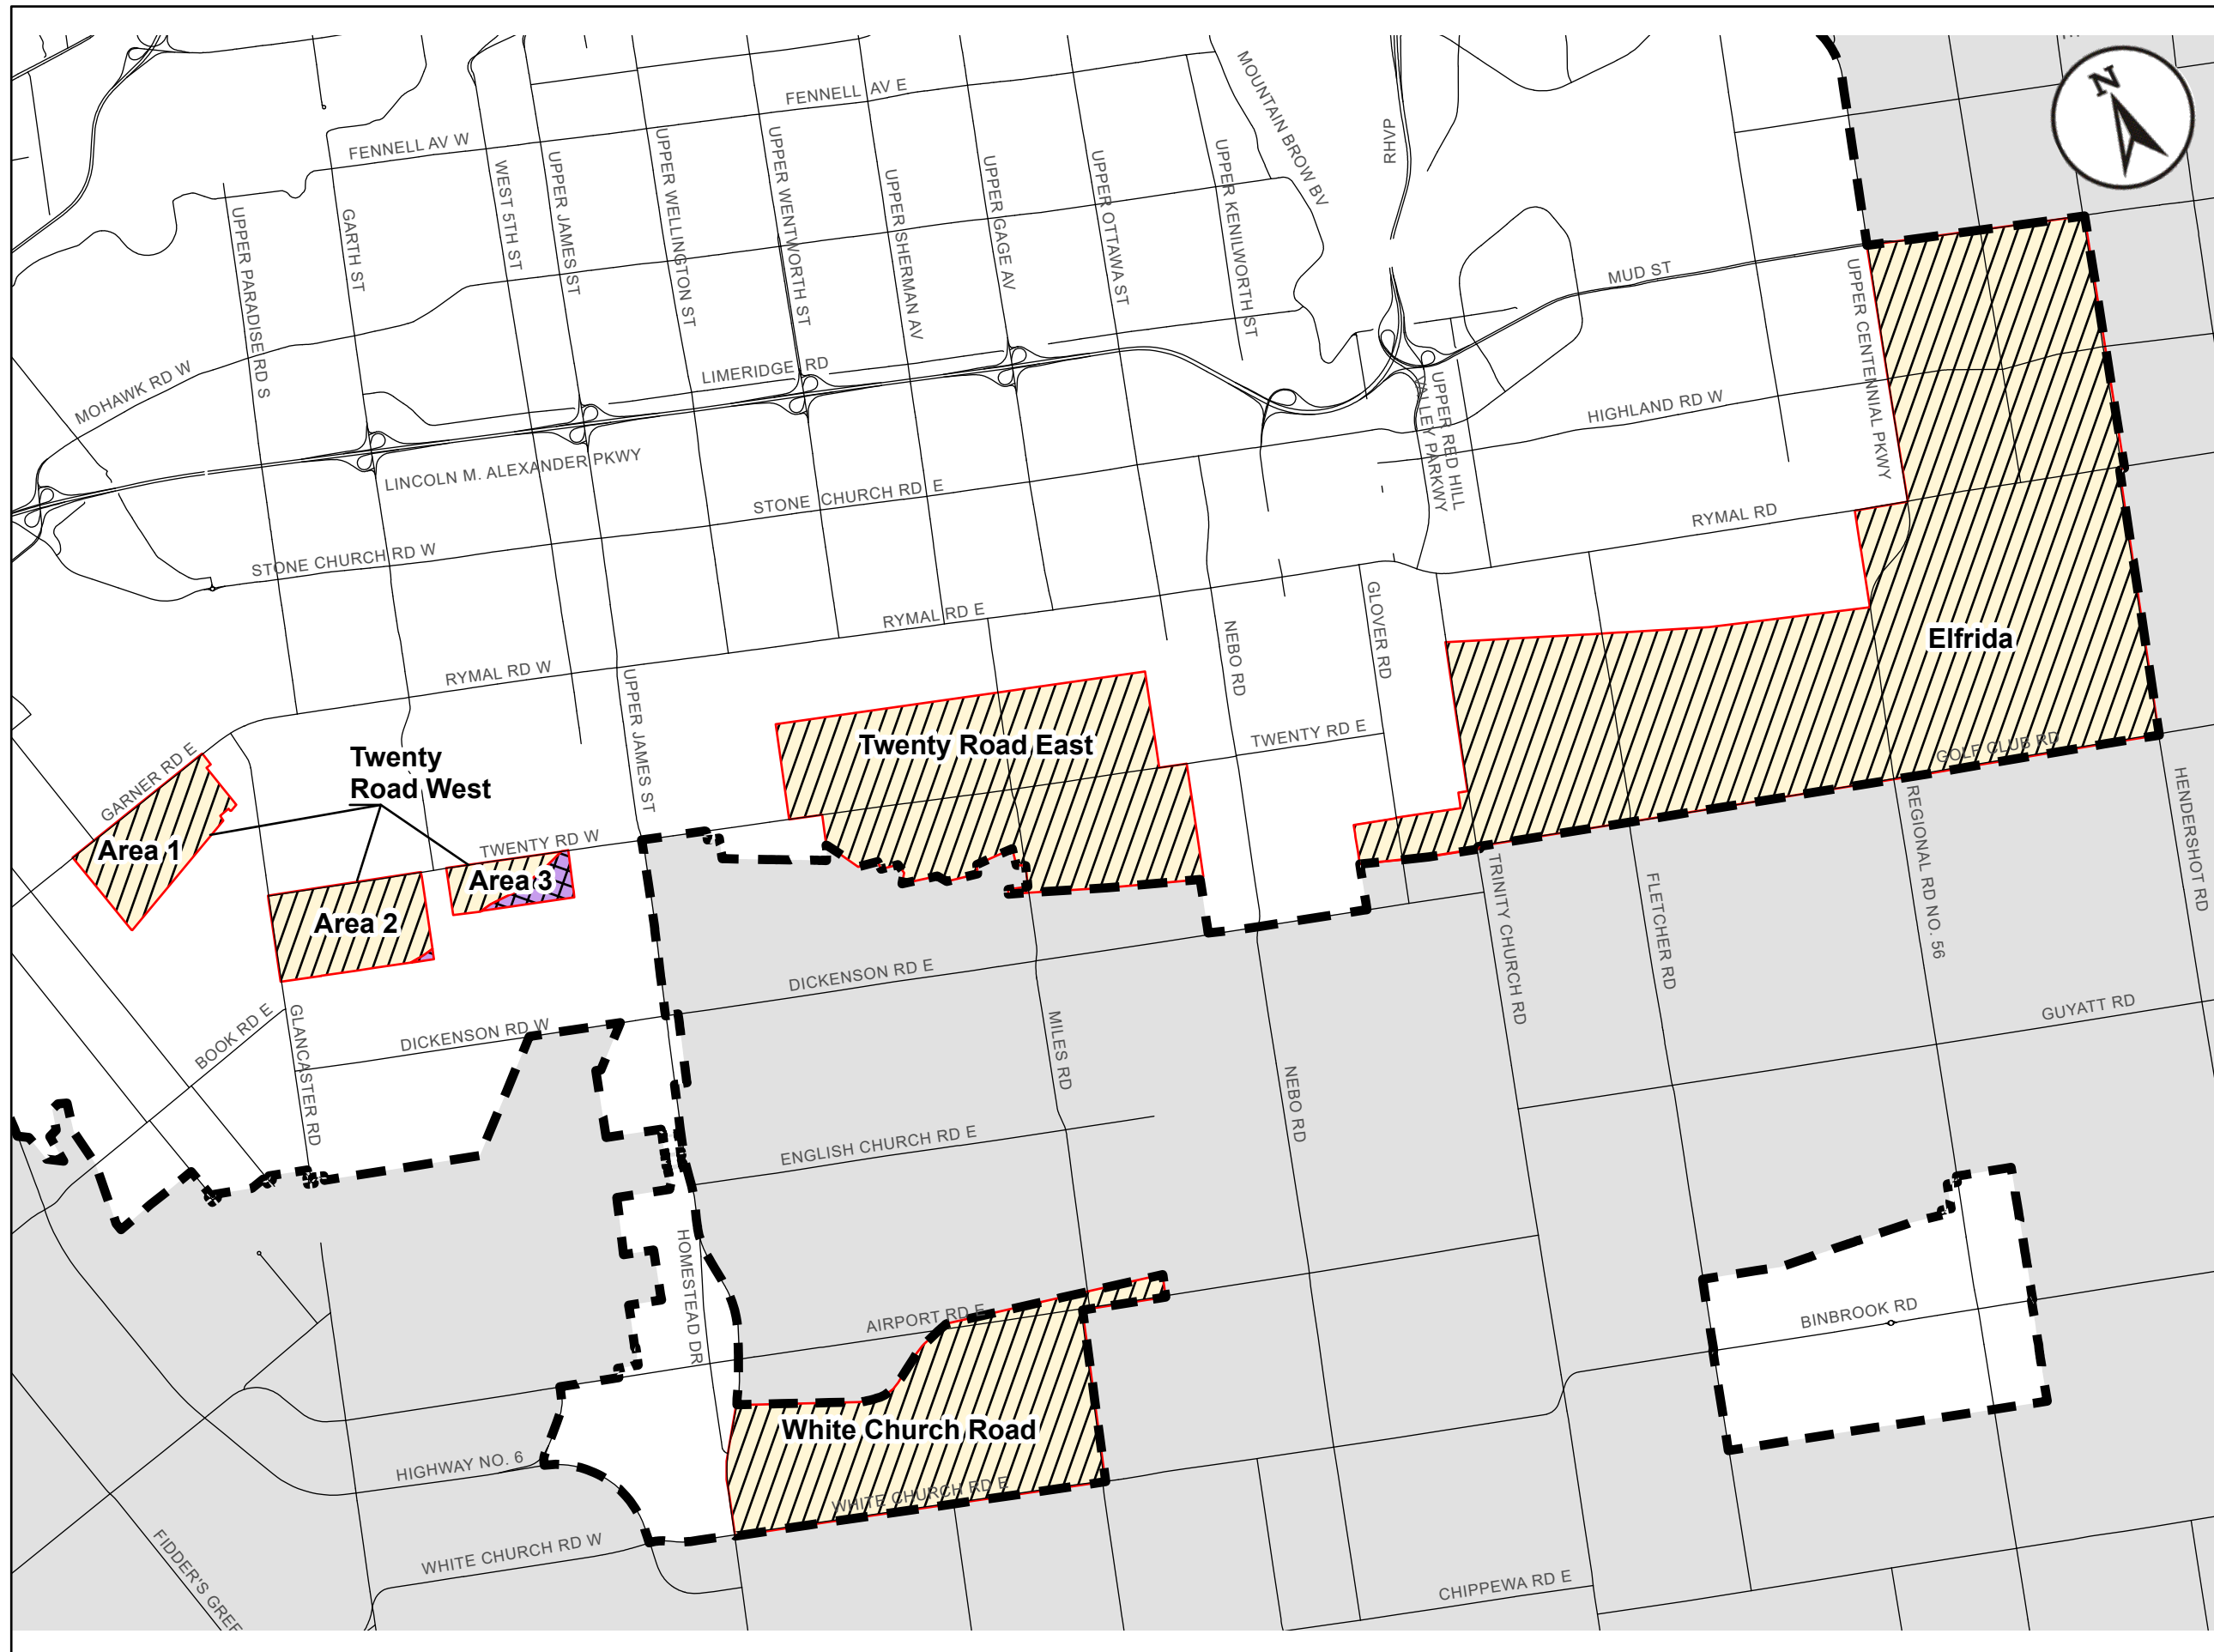 N
FENNELL AV E
FENNELL AV W
MOUNTAIN BROW BV
RHVP
UPPER PARADISE RD S
GARTH ST
WEST 5TH ST
UPPER JAMES ST
UPPER WELLINGTON ST
UPPER WENTWORTH ST
UPPER SHERMAN AV
UPPER GAGE AV
UPPER OTTAWA ST
UPPER KENILWORTH ST
MUD ST
UPPER CENTENNIAL PKWY
MOHAWK RD W
LIMERIDGE RD
LINCOLN M. ALEXANDER PKWY
UPPER RED HILL
VALLEY PARKWY
HIGHLAND RD W
STONE CHURCH RD E
STONE CHURCH RD W
RYMAL RD
RYMAL RD E
RYMAL RD W
UPPER JAMES ST
NEBO RD
GLOVER RD
Elfrida
GARNER RD E
Twenty
Road West
Twenty Road East
TWENTY RD E
GOLF CLUB RD
HENDERSHOT RD
Area 1
Area 2
Area 3
TWENTY RD W
REGIONAL RD NO. 56
TRINITY CHURCH RD
FLETCHER RD
DICKENSON RD E
DICKENSON RD W
BOOK RD E
GLANCASTER RD
MILES RD
NEBO RD
GUYATT RD
ENGLISH CHURCH RD E
HOMESTEAD DR
AIRPORT RD E
BINBROOK RD
White Church Road
HIGHWAY NO. 6
WHITE CHURCH RD E
WHITE CHURCH RD W
FIDDER'S GREE
CHIPPEWA RD E